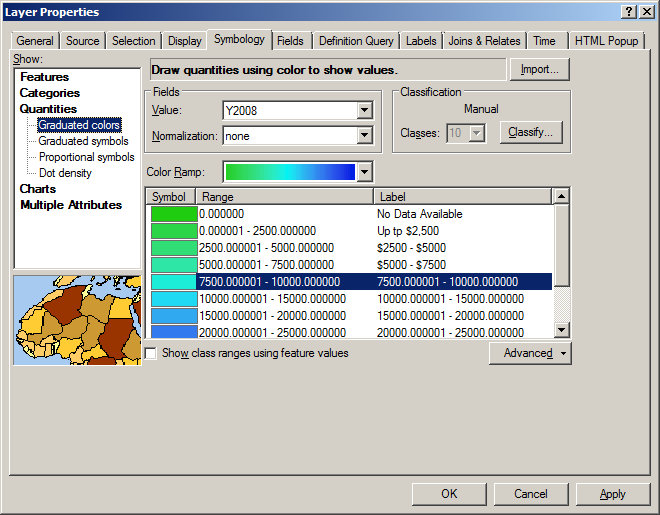 Layer Properties
General Source Selection Display Symbology Fields Definition Query Labels Joins & Relates Time HTML Popup
Show:
Features
Categories
Quantities
Graduated colors
Graduated symbols
Proportional symbols
Dot density
Charts
Multiple Attributes
Draw quantities using color to show values.
Import...
Fields
Value: Y2008
Normalization: none
Classification
Manual
Classes: 10 Classify...
Color Ramp:
Symbol Range Label
0.000000 No Data Available
0.000001 - 2500.000000 Up tp $2,500
2500.000001 - 5000.000000 $2500 - $5000
5000.000001 - 7500.000000 $5000 - $7500
7500.000001 - 10000.000000 7500.000001 - 10000.000000
10000.000001 - 15000.000000 10000.000001 - 15000.000000
15000.000001 - 20000.000000 15000.000001 - 20000.000000
20000.000001 - 25000.000000 20000.000001 - 25000.000000
Show class ranges using feature values
Advanced
OK Cancel Apply